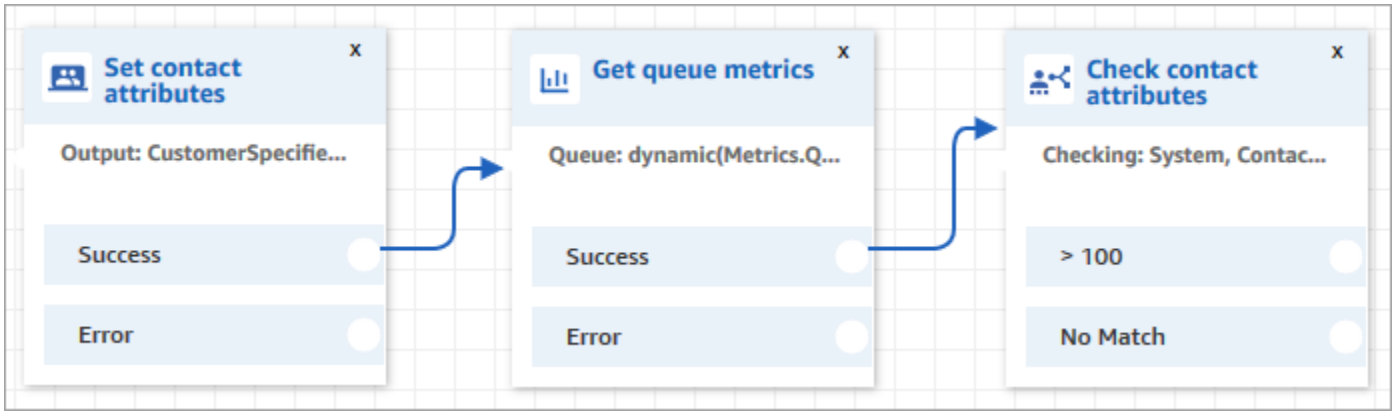 Set contact
attributes
x
Output: CustomerSpecifie...
Success
Error
Get queue metrics
x
Queue: dynamic(Metrics.Q...
Success
Error
Check contact
attributes
x
Checking: System, Contac...
> 100
No Match